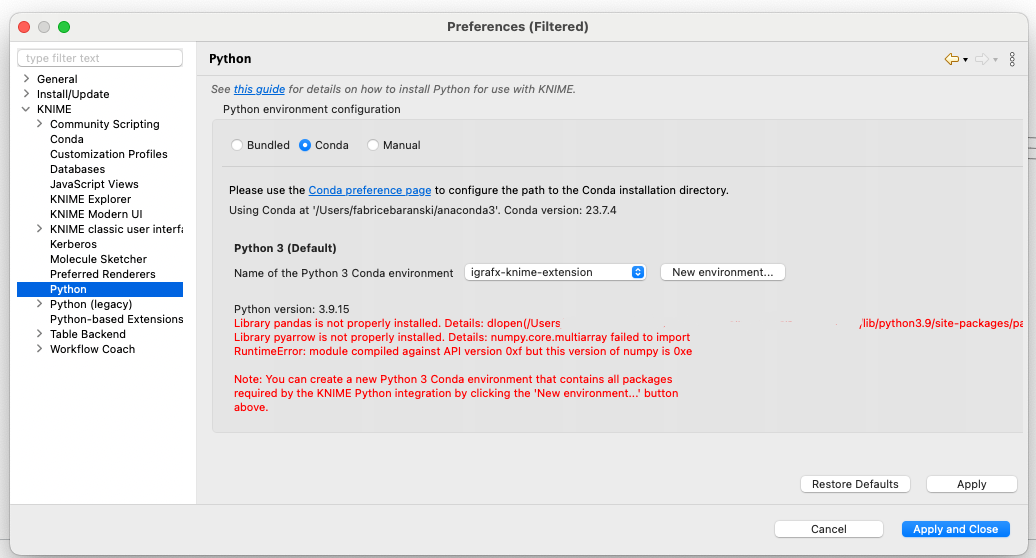 Preferences (Filtered)
type filter text
General
Install/Update
KNIME
Community Scripting
Conda
Customization Profiles
Databases
JavaScript Views
KNIME Explorer
KNIME Modern UI
KNIME classic user interfa
Kerberos
Molecule Sketcher
Preferred Renderers
Python
Python (legacy)
Python-based Extensions
Table Backend
Workflow Coach
Python
See this guide for details on how to install Python for use with KNIME.
Python environment configuration
Bundled Conda Manual
Please use the Conda preference page to configure the path to the Conda installation directory.
Using Conda at '/Users/fabricebaranski/anaconda3'. Conda version: 23.7.4
Python 3 (Default)
Name of the Python 3 Conda environment igrafx-knime-extension New environment...
Python version: 3.9.15
Library pandas is not properly installed. Details: dlopen(/Users /lib/python3.9/site-packages/pa
Library pyarrow is not properly installed. Details: numpy.core.multiarray failed to import
RuntimeError: module compiled against API version 0xf but this version of numpy is 0xe
Note: You can create a new Python 3 Conda environment that contains all packages
required by the KNIME Python integration by clicking the 'New environment...' button
above.
Restore Defaults Apply
Cancel Apply and Close